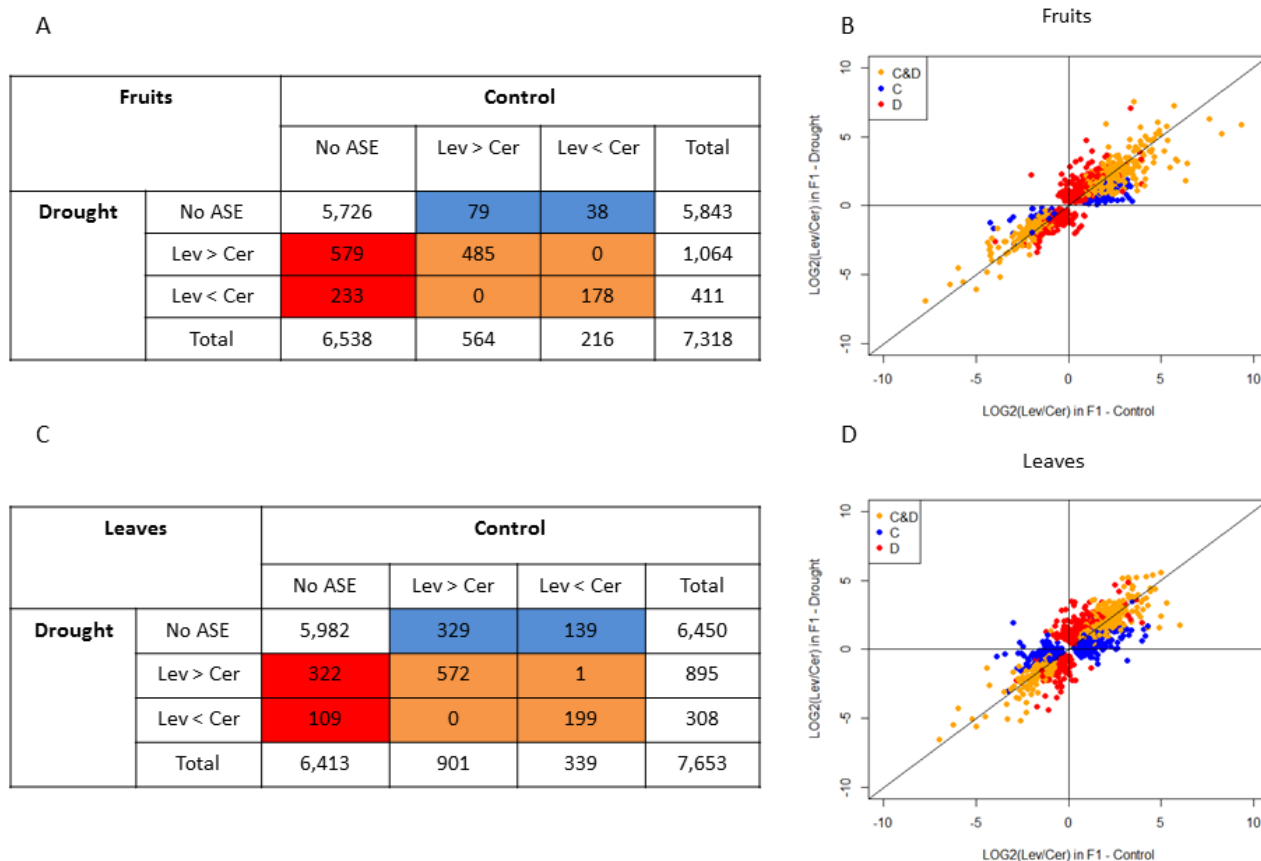 A
Fruits Control
No ASE Lev > Cer Lev < Cer Total
Drought No ASE 5,726 79 38 5,843
Lev > Cer 579 485 0 1,064
Lev < Cer 233 0 178 411
Total 6,538 564 216 7,318
B
Fruits
C&D
C
D
10
5
0
-5
-10
LOG2(Lev/Cer) in F1 - Drought
-10 -5 0 5 10
LOG2(Lev/Cer) in F1 - Control
C
Leaves Control
No ASE Lev > Cer Lev < Cer Total
Drought No ASE 5,982 329 139 6,450
Lev > Cer 322 572 1 895
Lev < Cer 109 0 199 308
Total 6,413 901 339 7,653
D
Leaves
C&D
C
D
10
5
0
-5
-10
LOG2(Lev/Cer) in F1 - Drought
-10 -5 0 5 10
LOG2(Lev/Cer) in F1 - Control